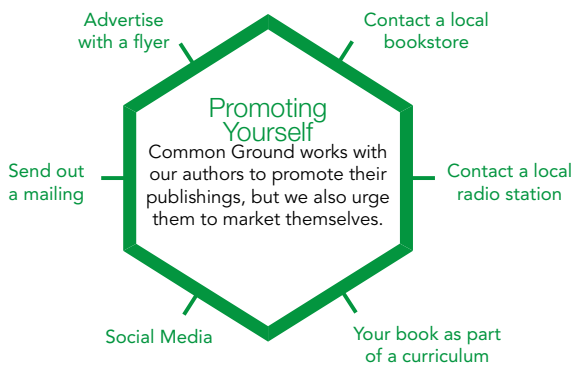 Advertise
with a flyer
Contact a local
bookstore
Promoting
Yourself
Common Ground works with
our authors to promote their
publishings, but we also urge
them to market themselves.
Send out
a mailing
Contact a local
radio station
Social Media
Your book as part
of a curriculum